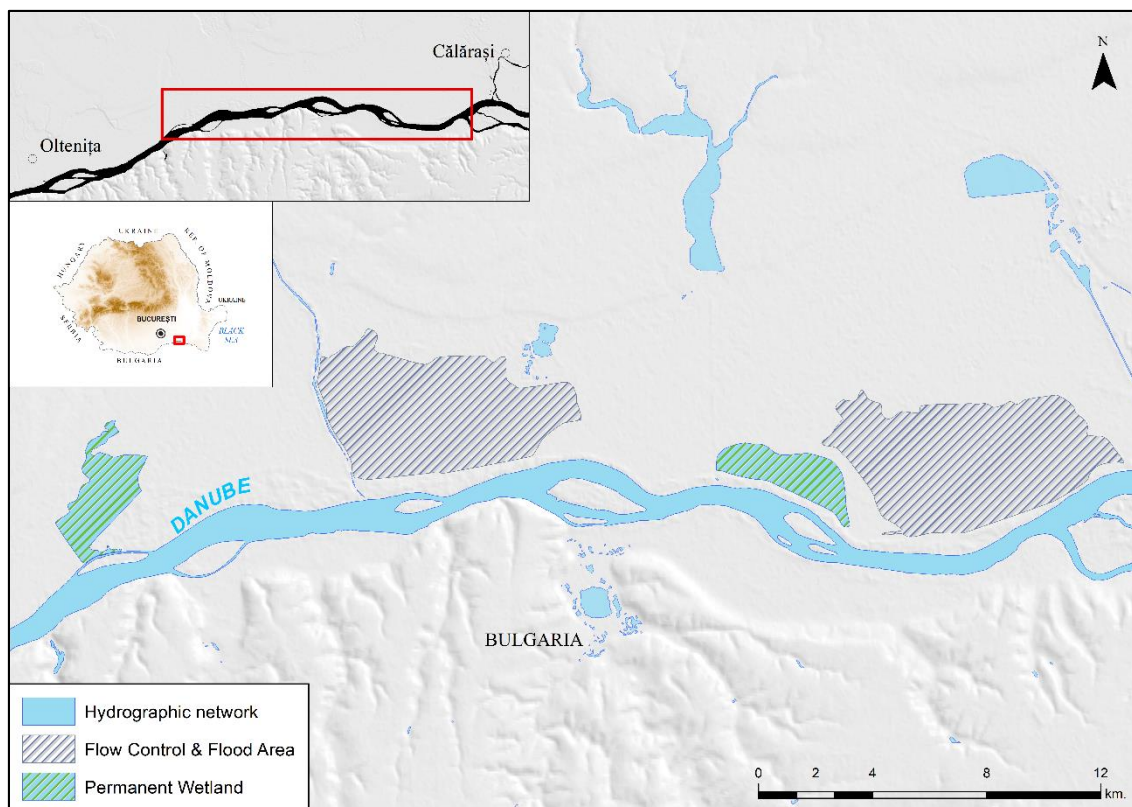 Călărași
Oltenița
N
UKRAINE
REP. OF MOLDOVA
HUNGARY
UKRAINE
SERBIA
BUCUREȘTI
BLACK
SEA
BULGARIA
DANUBE
BULGARIA
Hydrographic network
Flow Control & Flood Area
Permanent Wetland
0 2 4 8 12
km.